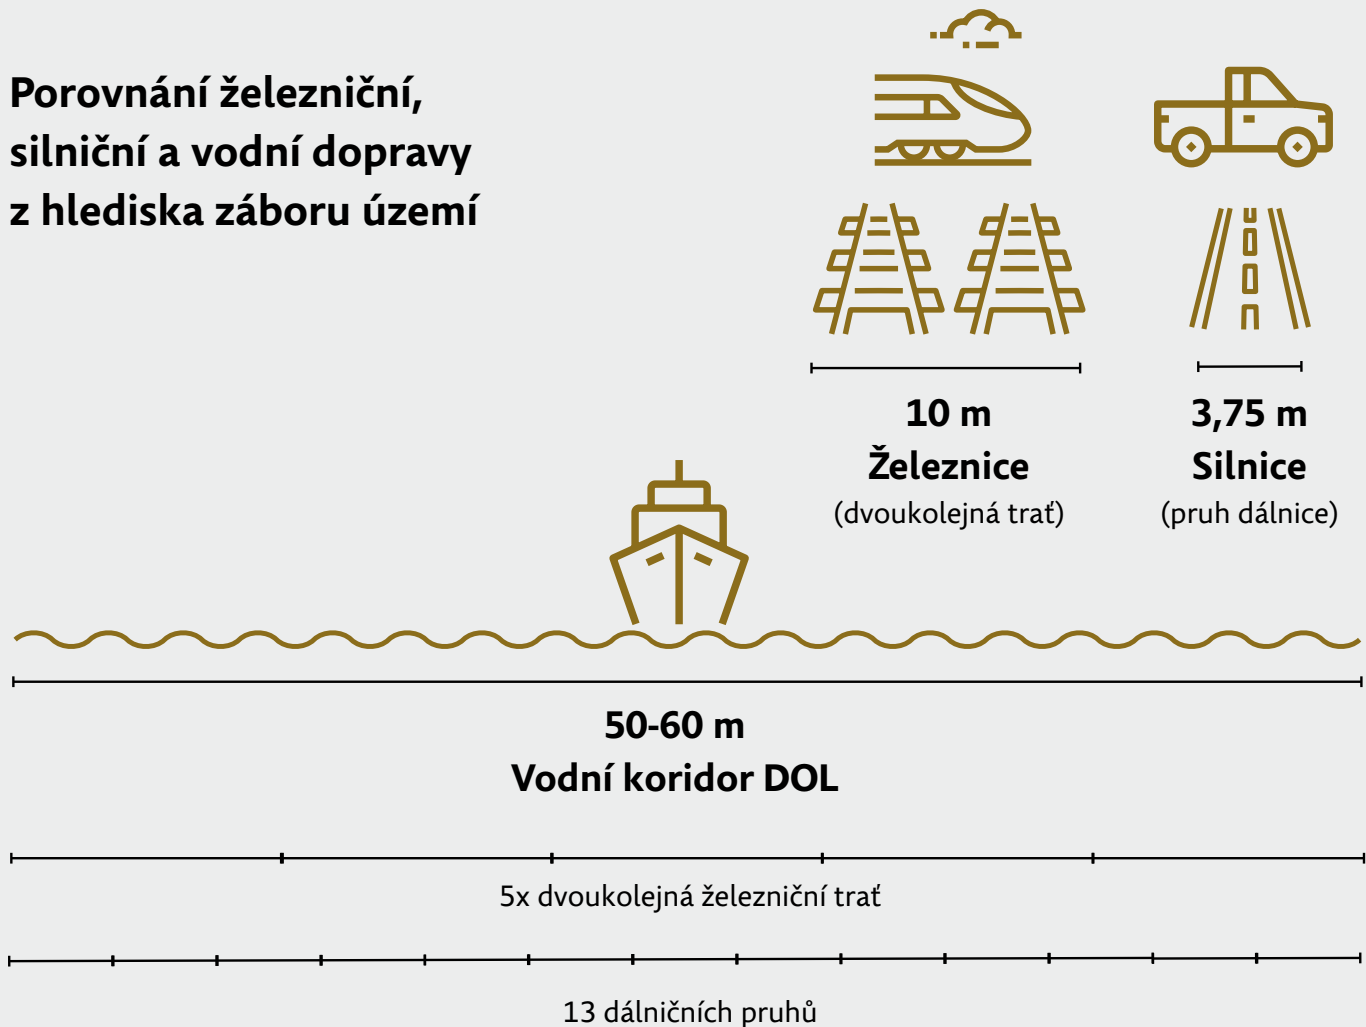 Porovnání železniční,
silniční a vodní dopravy
z hlediska záboru území
10 m
Železnice
(dvoukolejná trať)
3,75 m
Silnice
(pruh dálnice)
50-60 m
Vodní koridor DOL
5x dvoukolejná železniční trať
13 dálničních pruhů